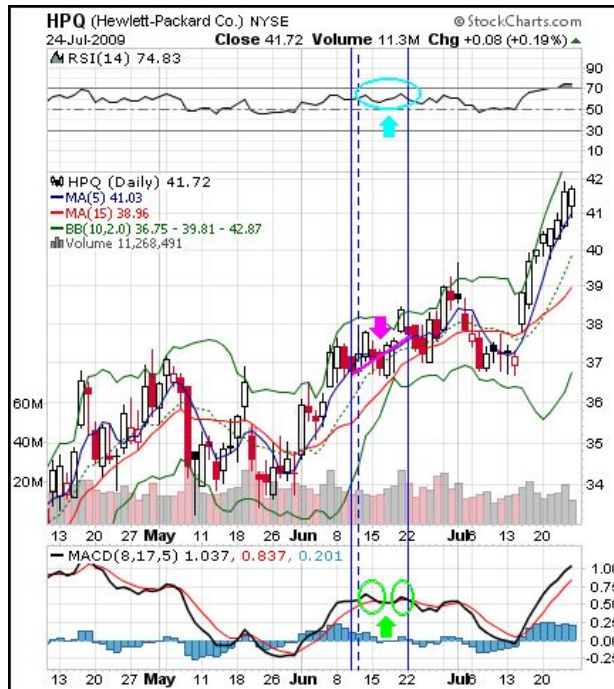 HPQ (Hewlett-Packard Co.) NYSE © StockCharts.com
24-Jul-2009 Close 41.72 Volume 11.3M Chg +0.08 (+0.19%)
RSI(14) 74.83
90
70
50
30
10
HPQ (Daily) 41.72
MA(5) 41.03
MA(15) 38.96
BB(10,2.0) 36.75 - 39.81 - 42.87
Volume 11,268,491
42
41
40
39
38
37
36
35
34
60M
40M
20M
13 20 27 May 11 18 26 Jun 8 15 22 Jul 6 13 20
MACD(8,17,5) 1.037, 0.837, 0.201
1.00
0.75
0.50
0.25
0.00
-0.25
13 20 27 May 11 18 26 Jun 8 15 22 Jul 6 13 20